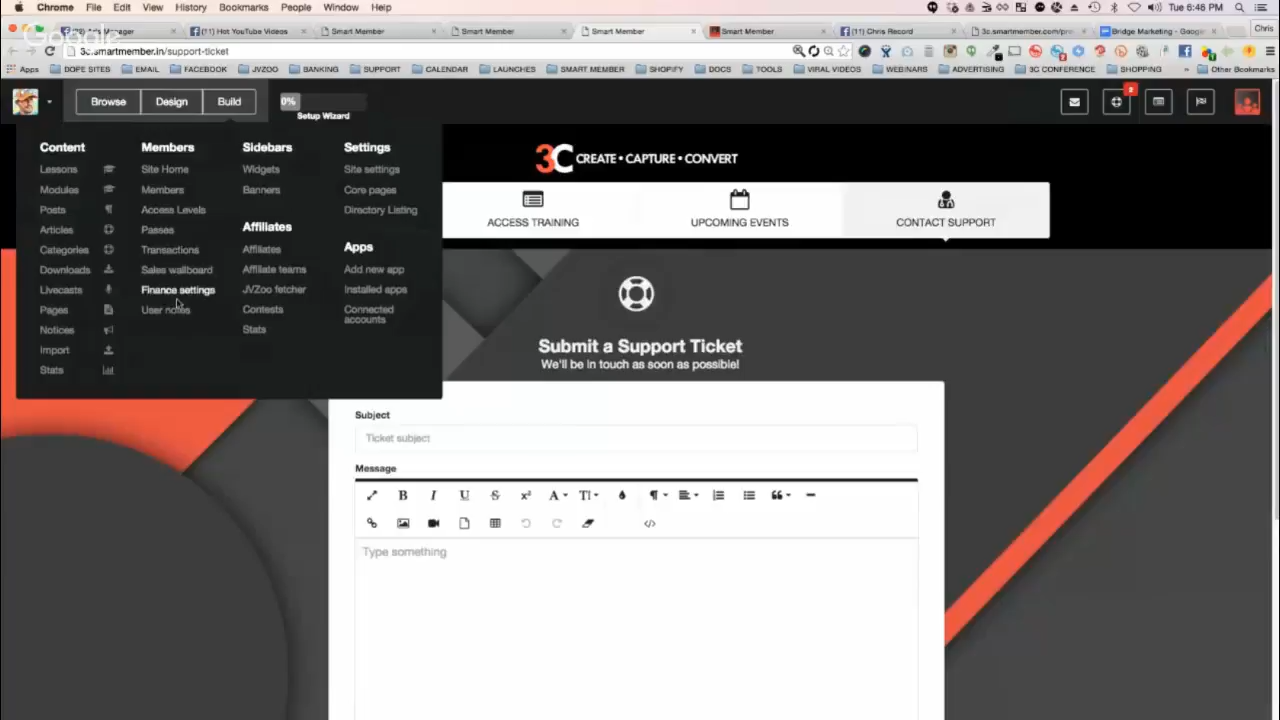 Chrome File Edit View History Bookmarks People Window Help Tue 6:46 PM
Google
Manager (11) Hot YouTube Videos Smart Member Smart Member Smart Member Smart Member (11) Chris Record 3c.smartmember.com/pre Bridge Marketing - Google Chris
3c.smartmember.in/support-ticket
Apps DOPE SITES EMAIL FACEBOOK JVZOO BANKING SUPPORT CALENDAR LAUNCHES SMART MEMBER SHOPIFY DOCS TOOLS VIRAL VIDEOS WEBINARS ADVERTISING 3C CONFERENCE SHOPPING » Other Bookmarks
Browse Design Build 0%
Setup Wizard
Content
Lessons
Modules
Posts
Articles
Categories
Downloads
Livecasts
Pages
Notices
Import
Stats
Members
Site Home
Members
Access Levels
Passes
Transactions
Sales wallboard
Finance settings
User notes
Sidebars
Widgets
Banners
Affiliates
Affiliates
Affiliate teams
JVZoo fetcher
Contests
Stats
Settings
Site settings
Core pages
Directory Listing
Apps
Add new app
Installed apps
Connected
accounts
3C CREATE • CAPTURE • CONVERT
ACCESS TRAINING UPCOMING EVENTS CONTACT SUPPORT
Submit a Support Ticket
We'll be in touch as soon as possible!
Subject
Ticket subject
Message
Type something